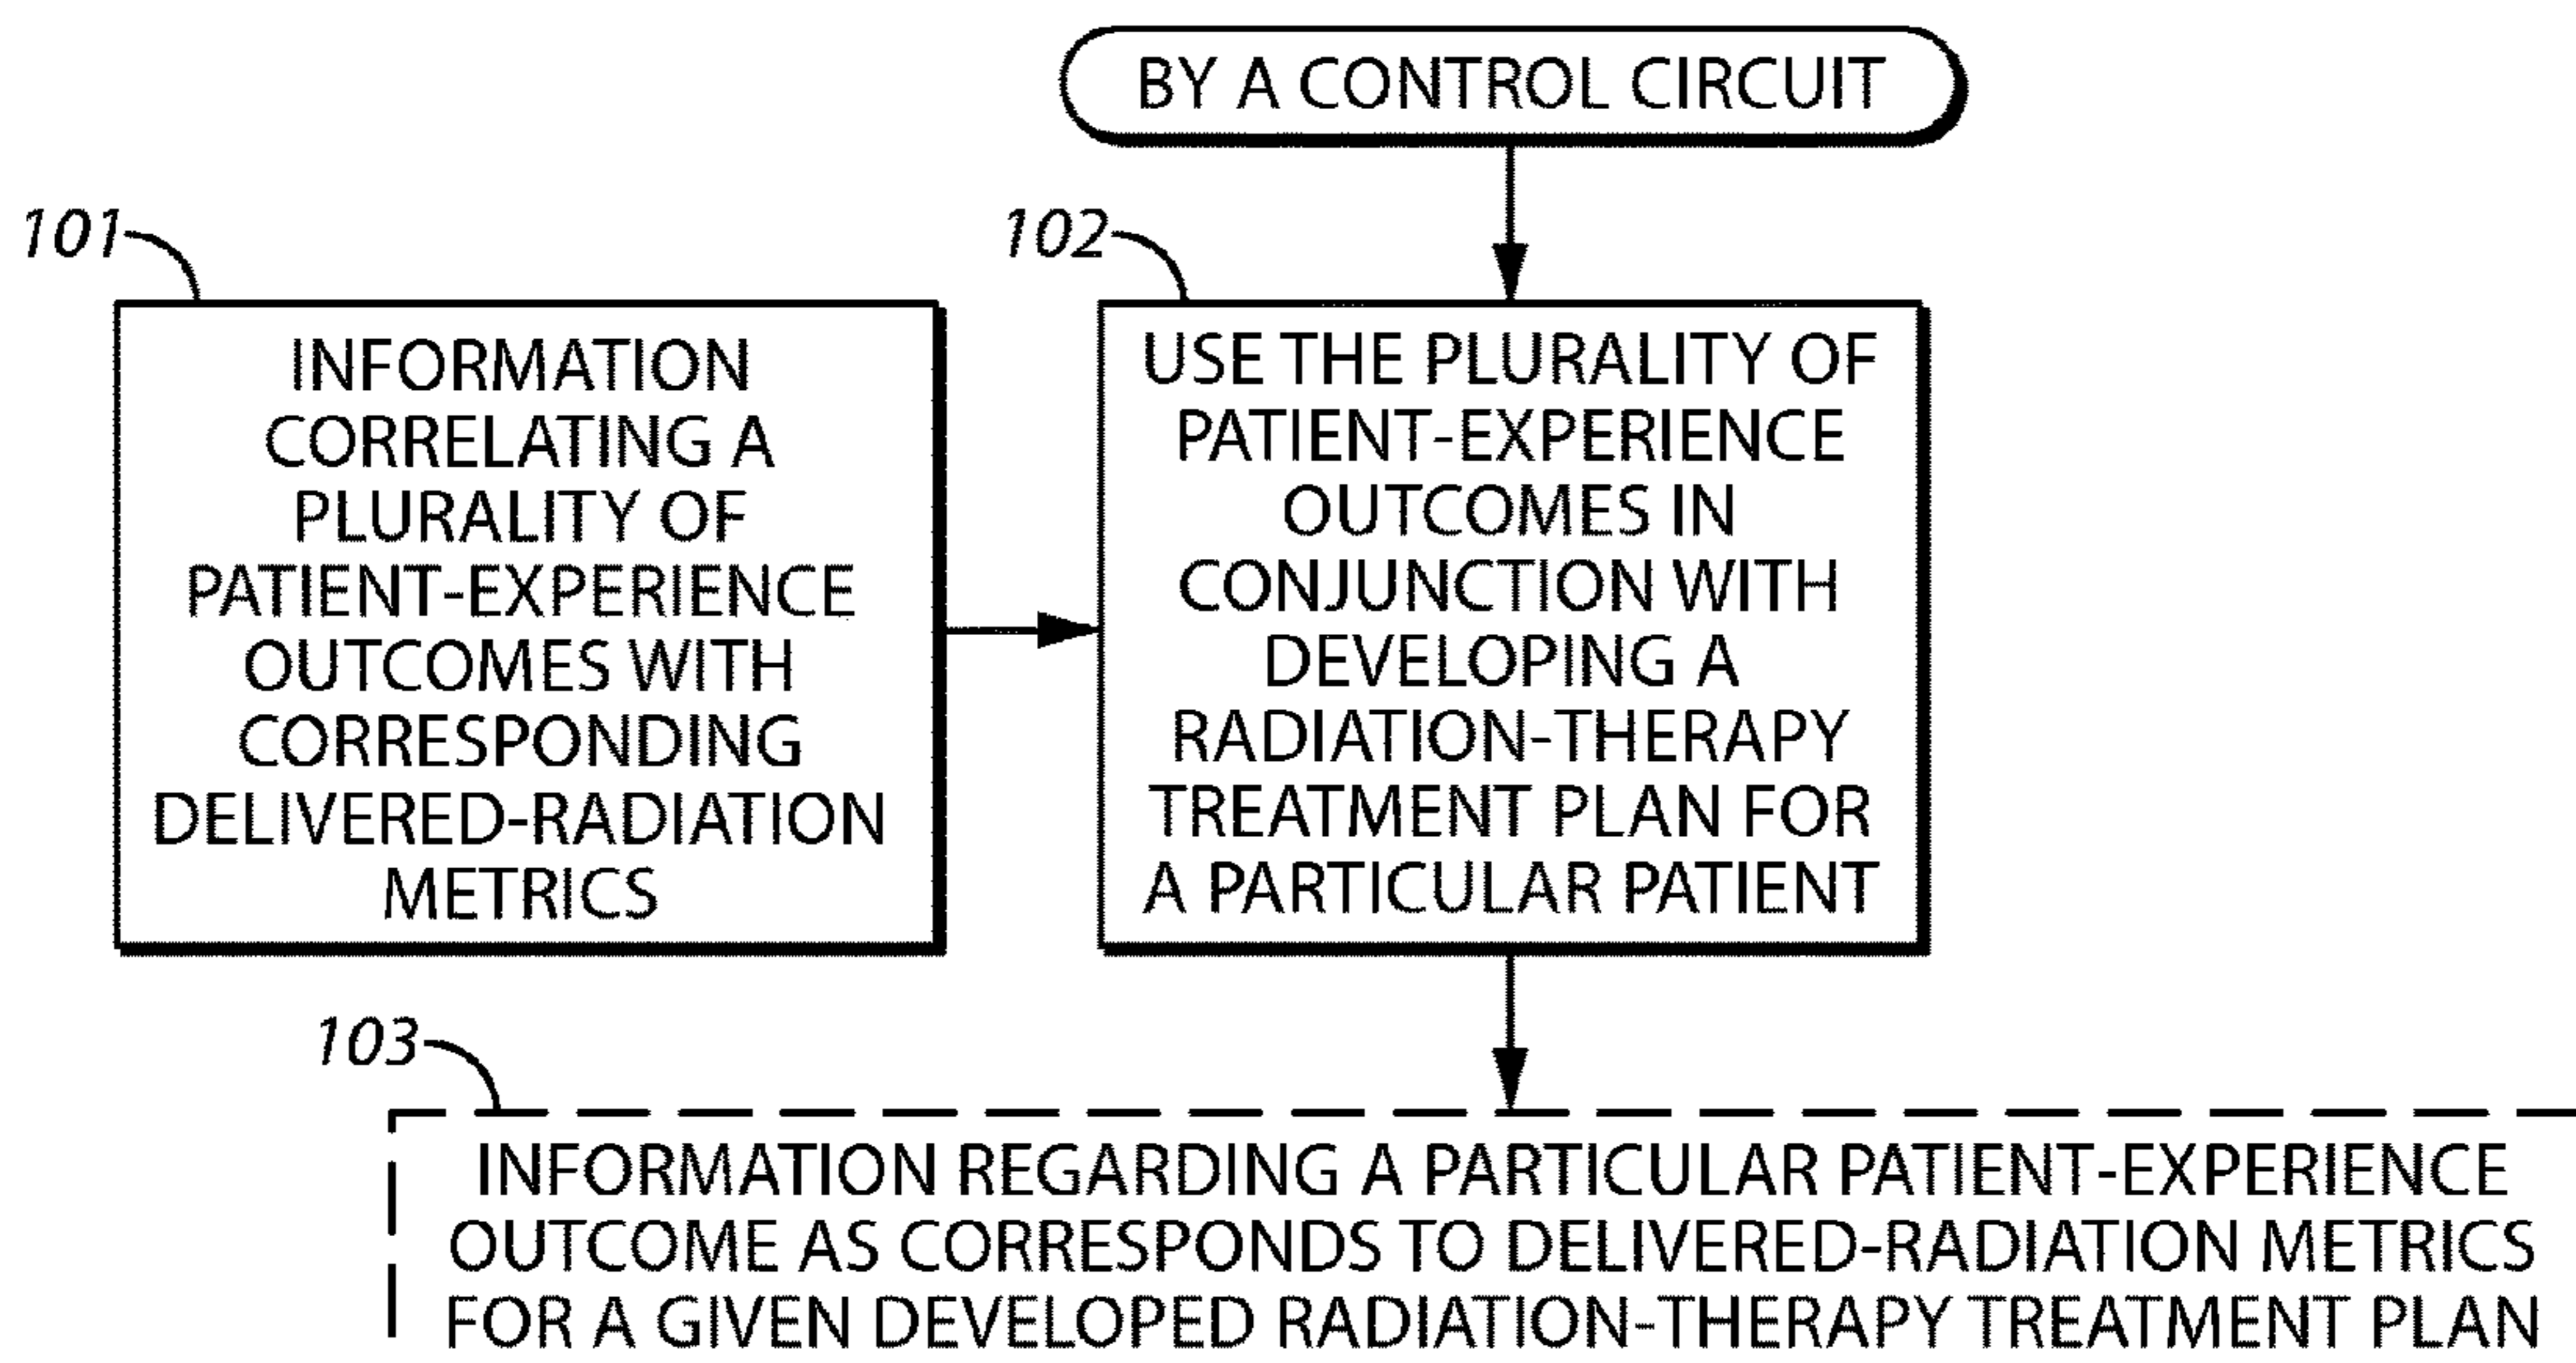 BY A CONTROL CIRCUIT
101
INFORMATION
CORRELATING A
PLURALITY OF
PATIENT-EXPERIENCE
OUTCOMES WITH
CORRESPONDING
DELIVERED-RADIATION
METRICS
102
USE THE PLURALITY OF
PATIENT-EXPERIENCE
OUTCOMES IN
CONJUNCTION WITH
DEVELOPING A
RADIATION-THERAPY
TREATMENT PLAN FOR
A PARTICULAR PATIENT
103
INFORMATION REGARDING A PARTICULAR PATIENT-EXPERIENCE
OUTCOME AS CORRESPONDS TO DELIVERED-RADIATION METRICS
FOR A GIVEN DEVELOPED RADIATION-THERAPY TREATMENT PLAN